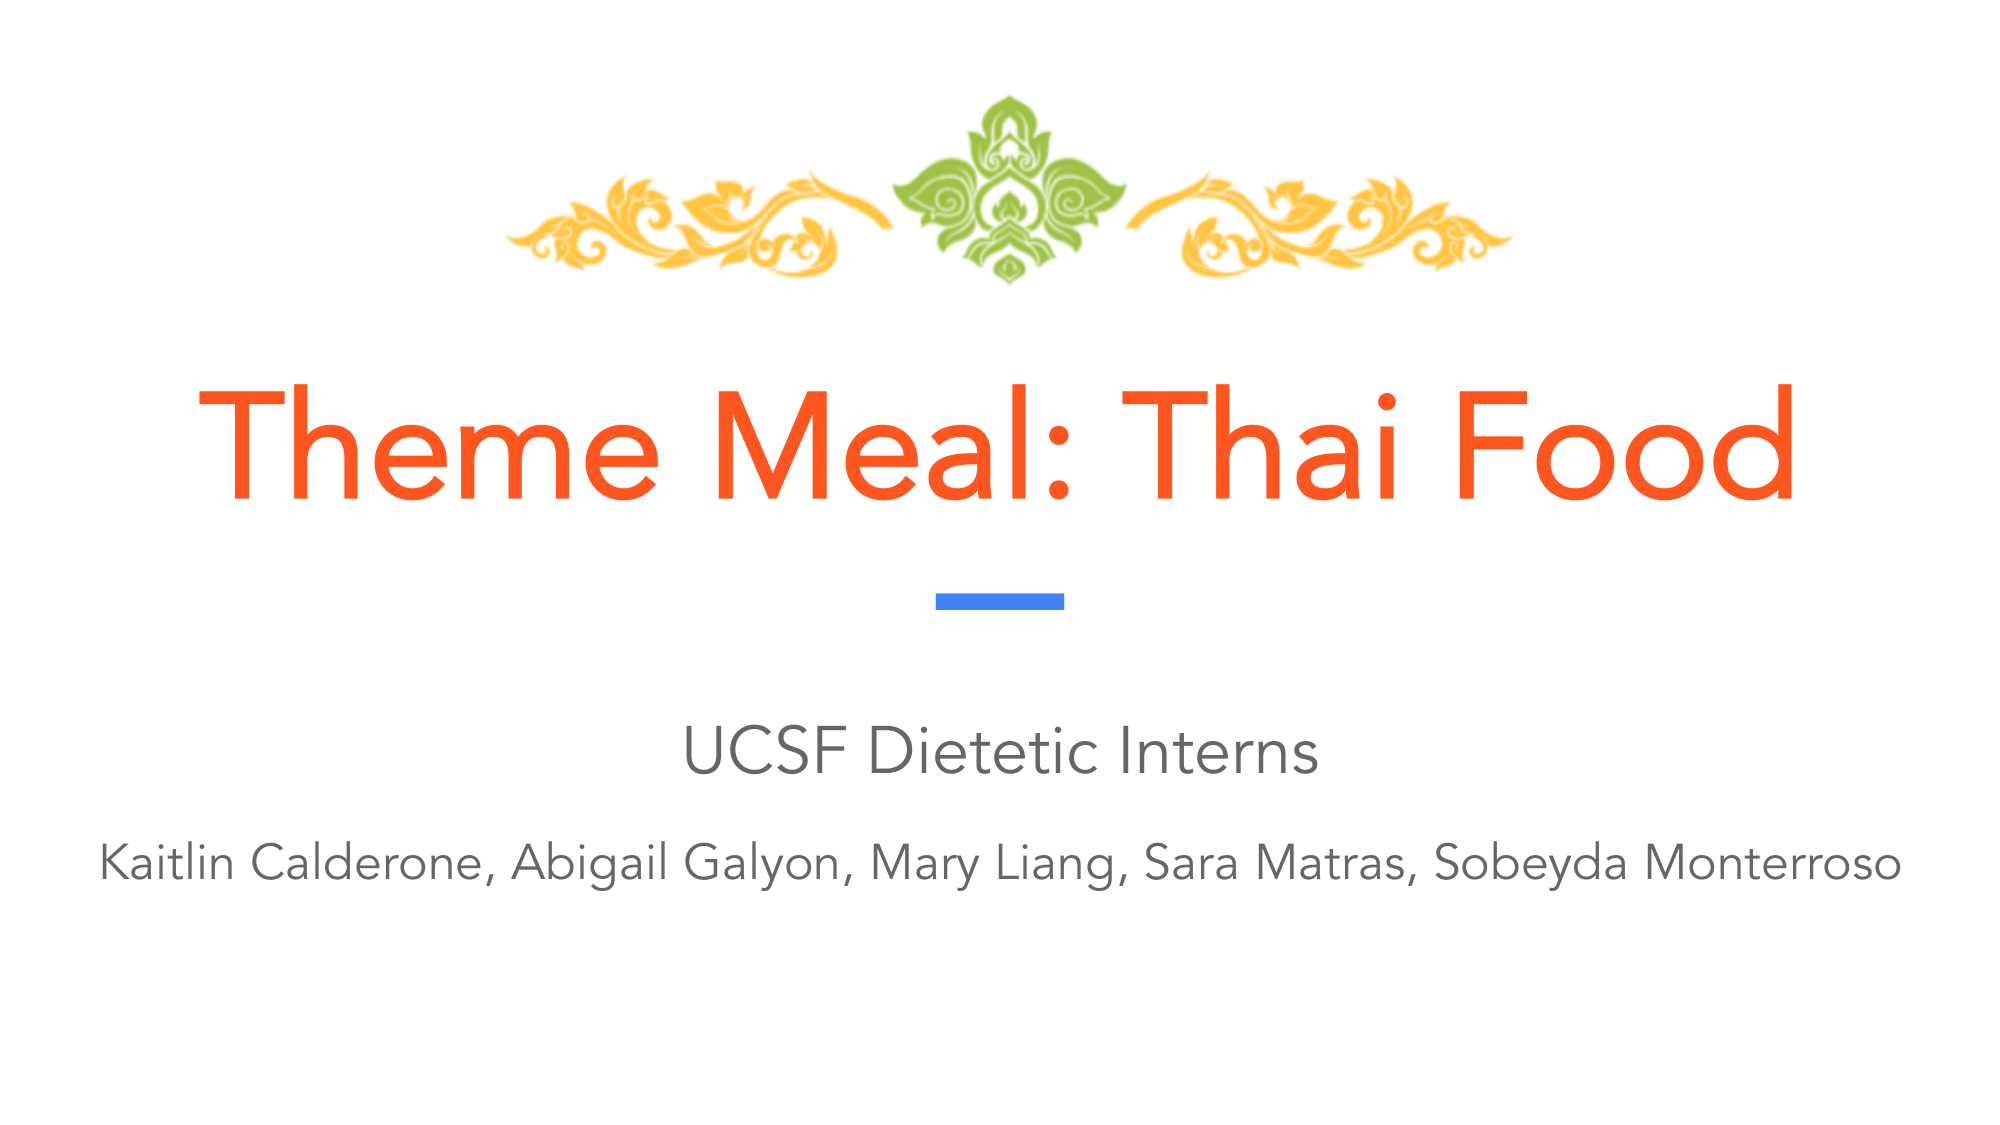 Theme Meal: Thai Food
UCSF Dietetic Interns
Kaitlin Calderone, Abigail Galyon, Mary Liang, Sara Matras, Sobeyda Monterroso